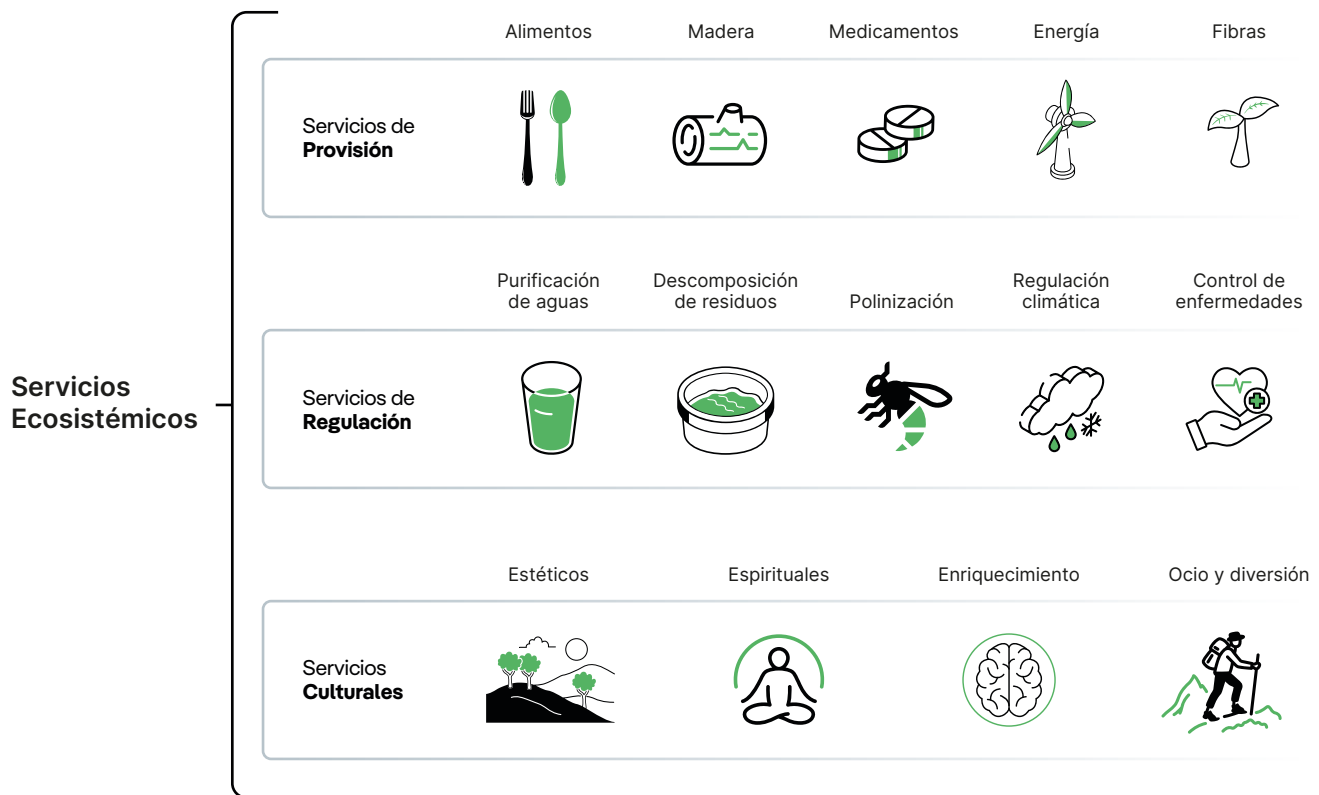 Servicios
Ecosistémicos
Alimentos
Madera
Medicamentos
Energía
Fibras
Servicios de
Provisión
Purificación
de aguas
Descomposición
de residuos
Polinización
Regulación
climática
Control de
enfermedades
Servicios de
Regulación
Estéticos
Espirituales
Enriquecimiento
Ocio y diversión
Servicios
Culturales